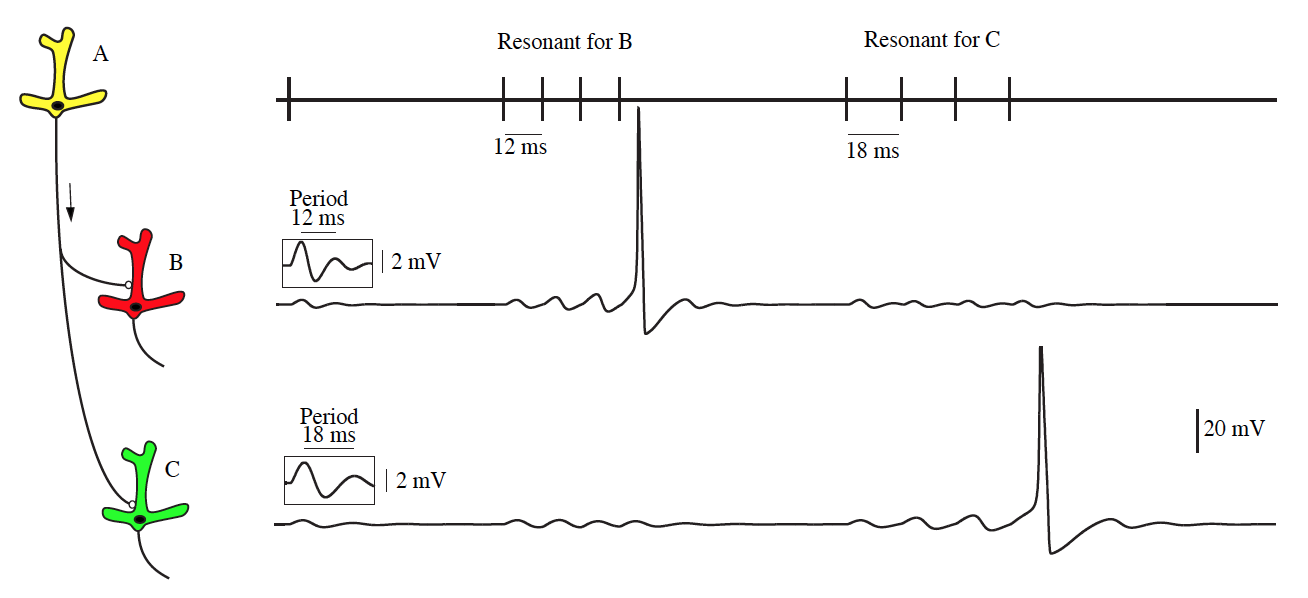 A
Resonant for B
Resonant for C
12 ms
18 ms
Period
12 ms
2 mV
B
Period
18 ms
2 mV
20 mV
C